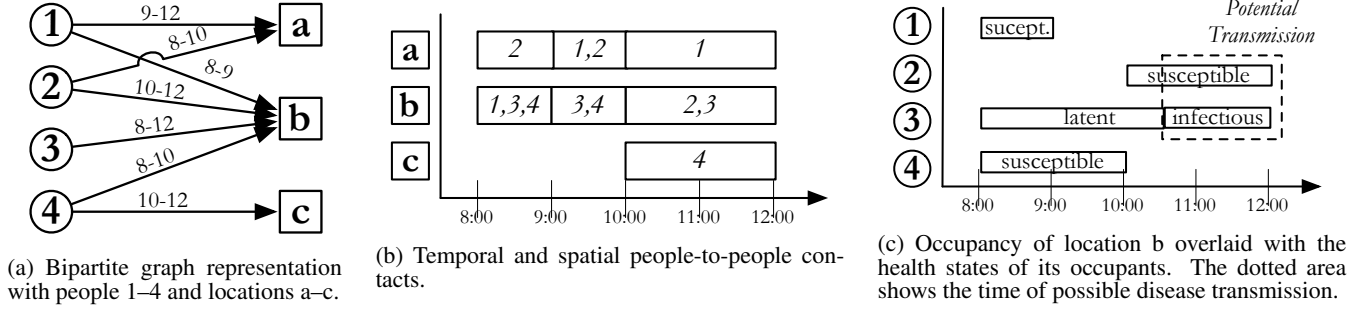 1
2
3
4
a
b
c
9-12
8-10
8-9
10-12
8-12
8-10
10-12
(a) Bipartite graph representation
with people 1–4 and locations a–c.
a
2
1,2
1
b
1,3,4
3,4
2,3
c
4
8:00
9:00
10:00
11:00
12:00
(b) Temporal and spatial people-to-people con-
tacts.
Potential
Transmission
1
sucept.
2
susceptible
3
latent
infectious
4
susceptible
8:00
9:00
10:00
11:00
12:00
(c) Occupancy of location b overlaid with the
health states of its occupants. The dotted area
shows the time of possible disease transmission.